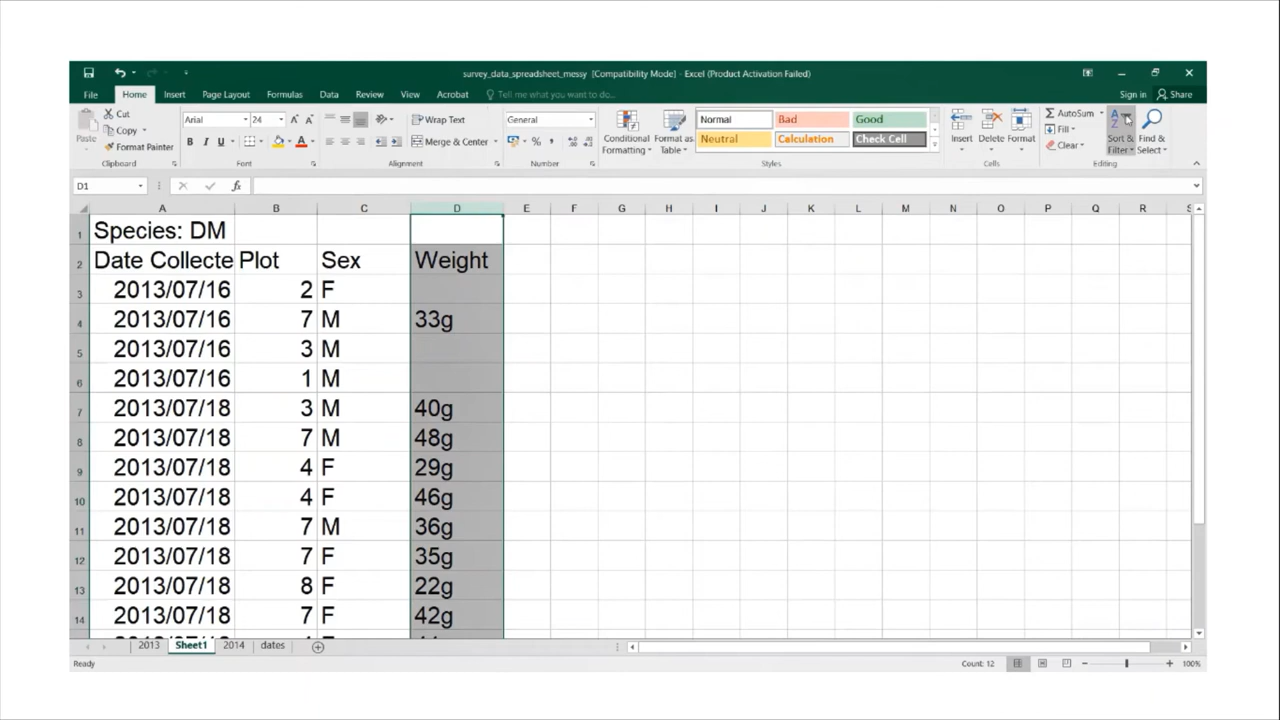 survey_data_spreadsheet_messy [Compatibility Mode] - Excel (Product Activation Failed)
File Home Insert Page Layout Formulas Data Review View Acrobat Tell me what you want to do... Sign in Share
Paste Cut Copy Format Painter Clipboard
Arial 24 B I U Font
Wrap Text Merge & Center Alignment
General % Number
Conditional Formatting Format as Table
Normal Bad Good
Neutral Calculation Check Cell
Styles
Insert Delete Format Cells
AutoSum Fill Clear Sort & Filter Find & Select Editing
D1 fx
A B C D E F G H I J K L M N O P Q R S
1 Species: DM
2 Date Collecte Plot Sex Weight
3 2013/07/16 2 F
4 2013/07/16 7 M 33g
5 2013/07/16 3 M
6 2013/07/16 1 M
7 2013/07/18 3 M 40g
8 2013/07/18 7 M 48g
9 2013/07/18 4 F 29g
10 2013/07/18 4 F 46g
11 2013/07/18 7 M 36g
12 2013/07/18 7 F 35g
13 2013/07/18 8 F 22g
14 2013/07/18 7 F 42g
2013 Sheet1 2014 dates
Ready Count: 12 100%